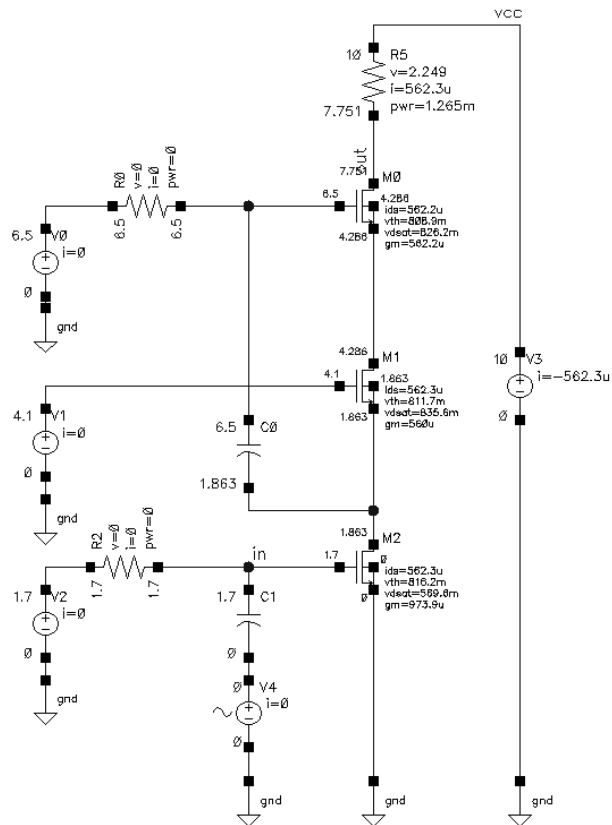 vcc
10
R5
v=2.249
i=562.3u
pwr=1.265m
7.751
out
7.751
M0
6.5
4.286
ids=562.2u
vth=808.9m
vdsat=826.2m
gm=562.2u
4.286
R0
v=0
i=0
pwr=0
6.5
6.5
6.5
V0
i=0
0
gnd
4.286
M1
4.1
1.863
ids=562.3u
vth=811.7m
vdsat=835.6m
gm=560u
1.863
10
V3
i=-562.3u
0
4.1
V1
i=0
0
gnd
6.5
C0
1.863
1.863
M2
in
1.7
0
ids=562.3u
vth=816.2m
vdsat=569.6m
gm=973.9u
0
R2
v=0
i=0
pwr=0
1.7
1.7
1.7
V2
i=0
0
gnd
1.7
C1
0
0
V4
i=0
0
gnd
gnd
gnd